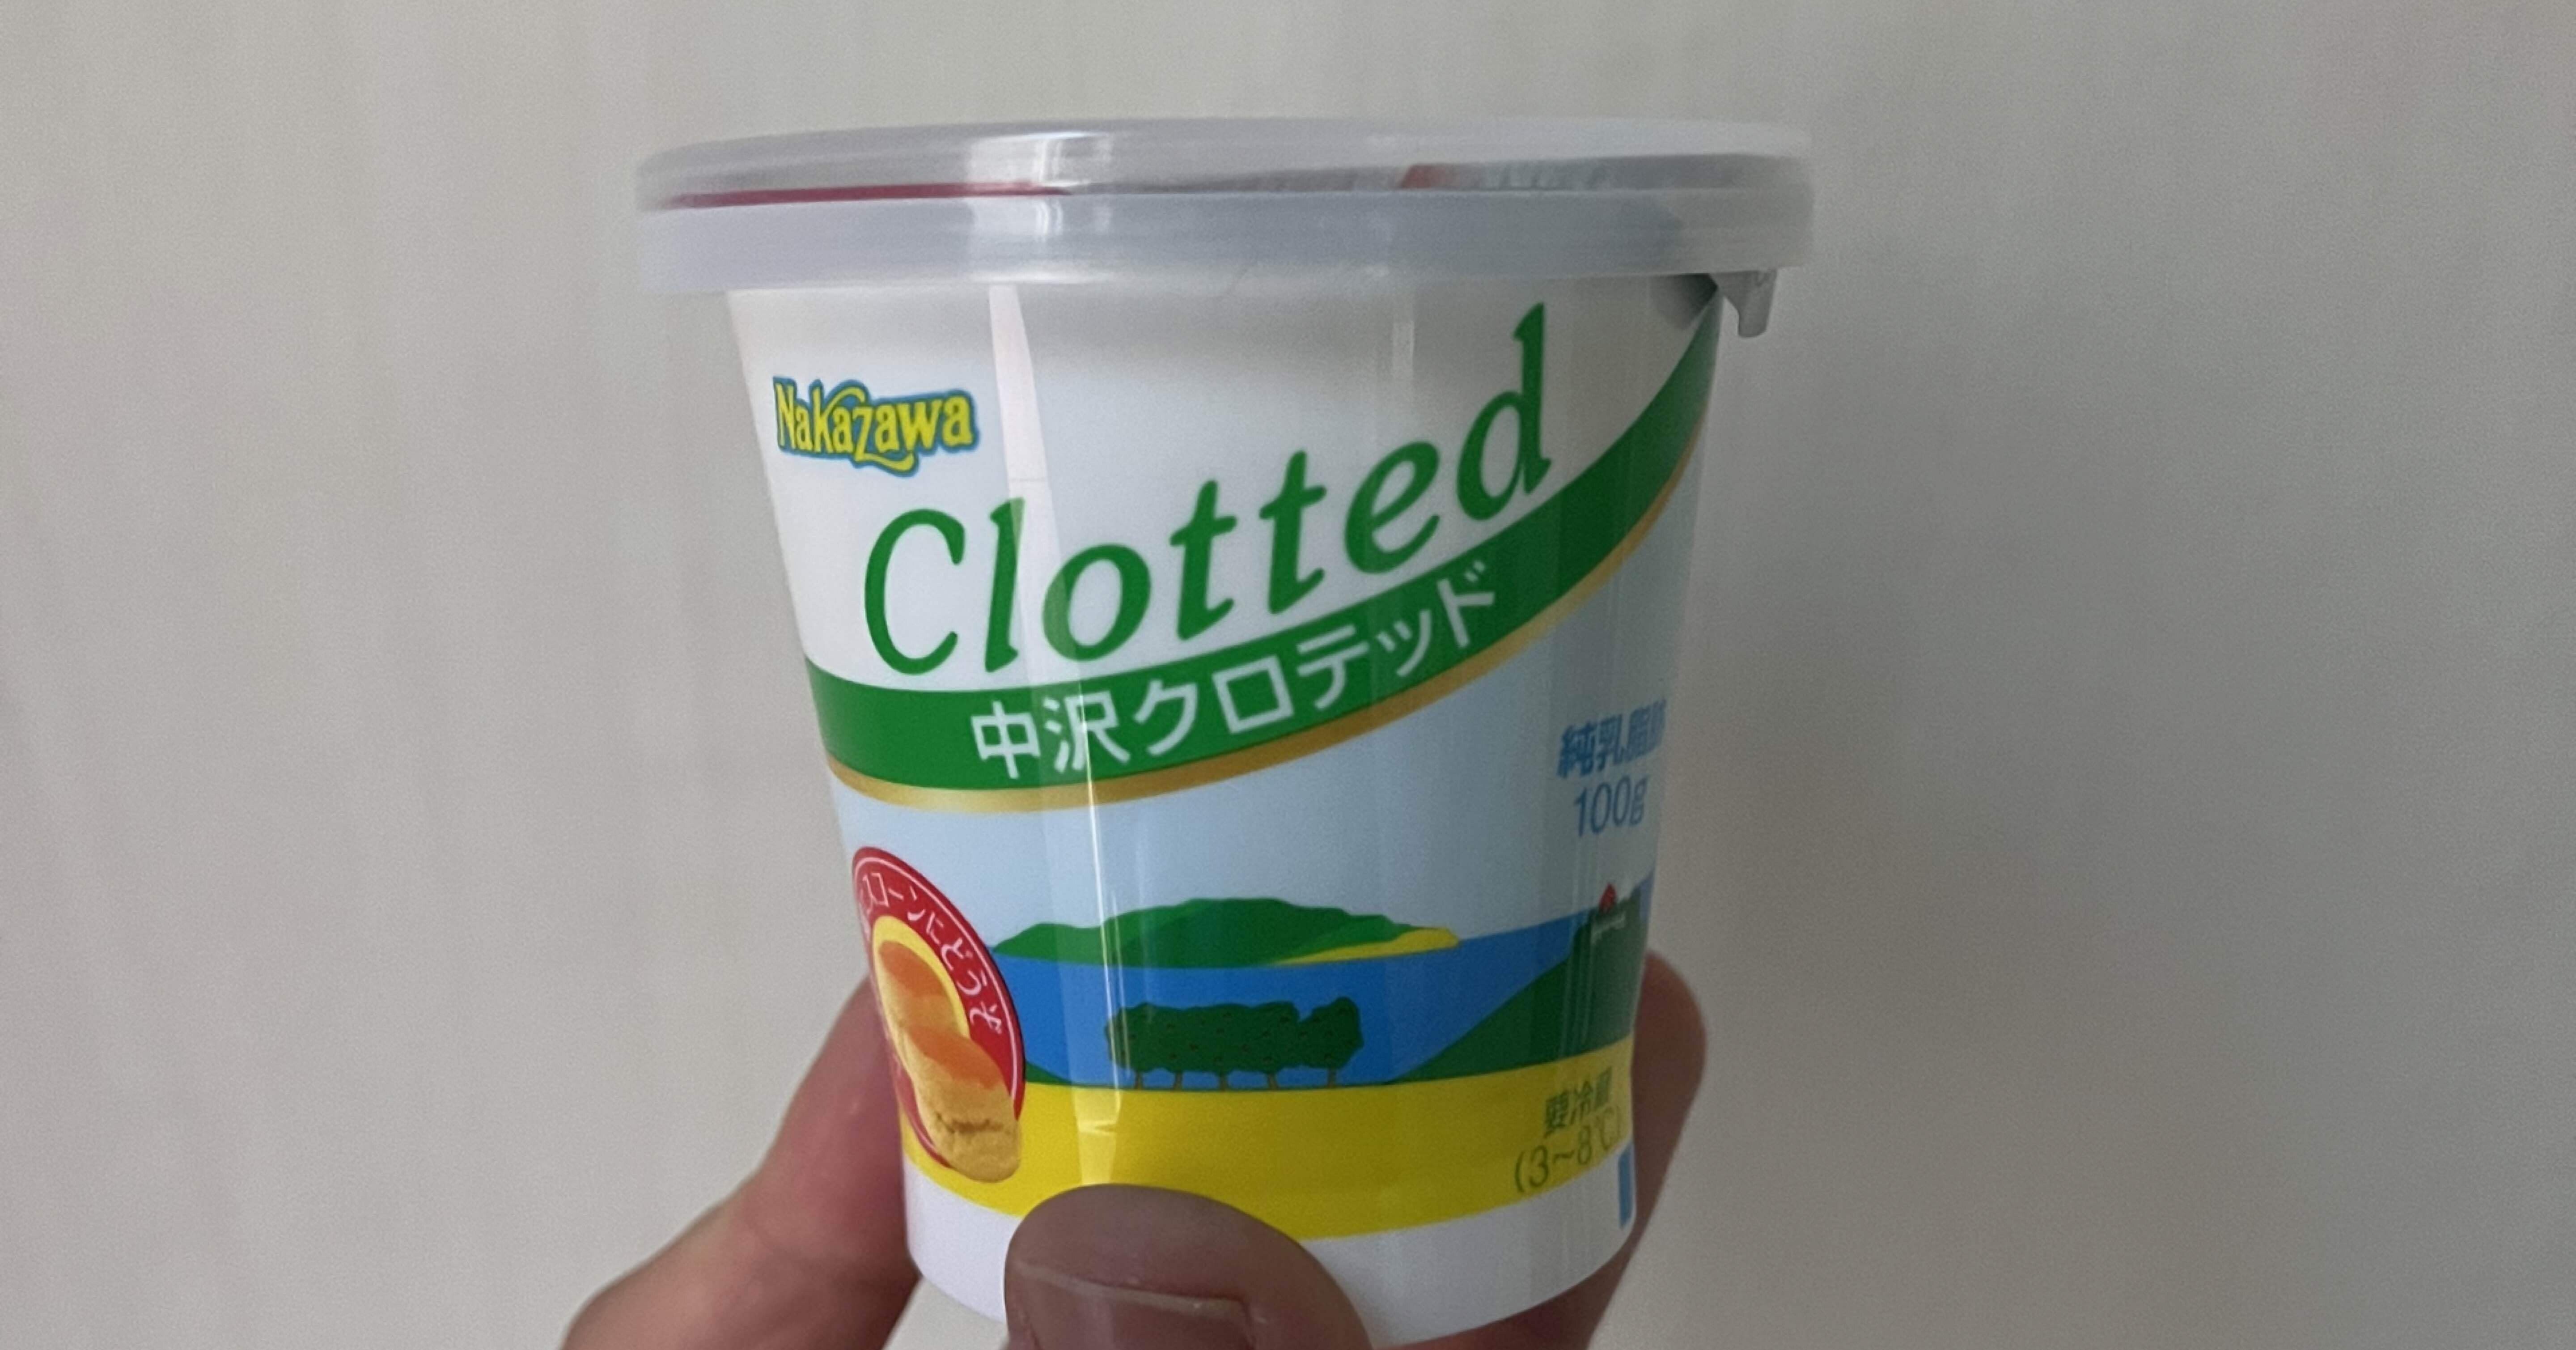 Nakazawa
Clotted
中沢クロテッド
純乳脂肪
100g
スコーンにどうぞ
要冷蔵
(3~8℃)